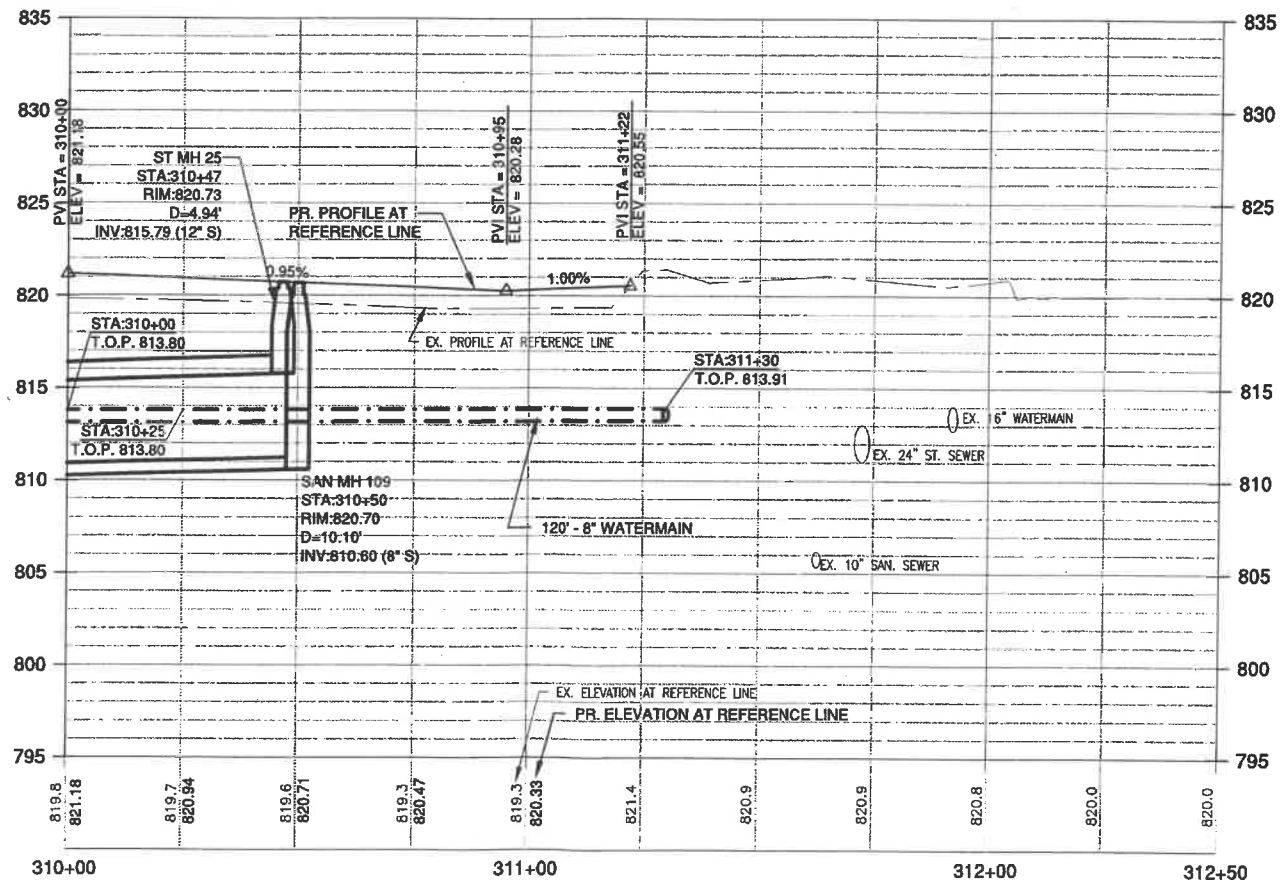 835
830
825
820
815
810
805
800
795
835
830
825
820
815
810
805
800
795
PVI STA = 310+00
ELEV = 821.18
ST MH 25
STA:310+47
RIM:820.73
D=4.94'
INV:815.79 (12" S)
PR. PROFILE AT
REFERENCE LINE
PVI STA = 310+95
ELEV = 820.28
PVI STA = 311+22
ELEV = 820.55
0.95%
1.00%
STA:310+00
T.O.P. 813.80
EX. PROFILE AT REFERENCE LINE
STA:311+30
T.O.P. 813.91
STA:310+25
T.O.P. 813.80
EX. 16" WATERMAIN
EX. 24" ST. SEWER
SAN MH 109
STA:310+50
RIM:820.70
D=10.10'
INV:810.60 (8" S)
120' - 8" WATERMAIN
EX. 10" SAN. SEWER
EX. ELEVATION AT REFERENCE LINE
PR. ELEVATION AT REFERENCE LINE
819.8
821.18
819.7
820.94
819.6
820.71
819.3
820.47
819.3
820.33
821.4
820.9
820.9
820.8
820.0
820.0
310+00
311+00
312+00
312+50